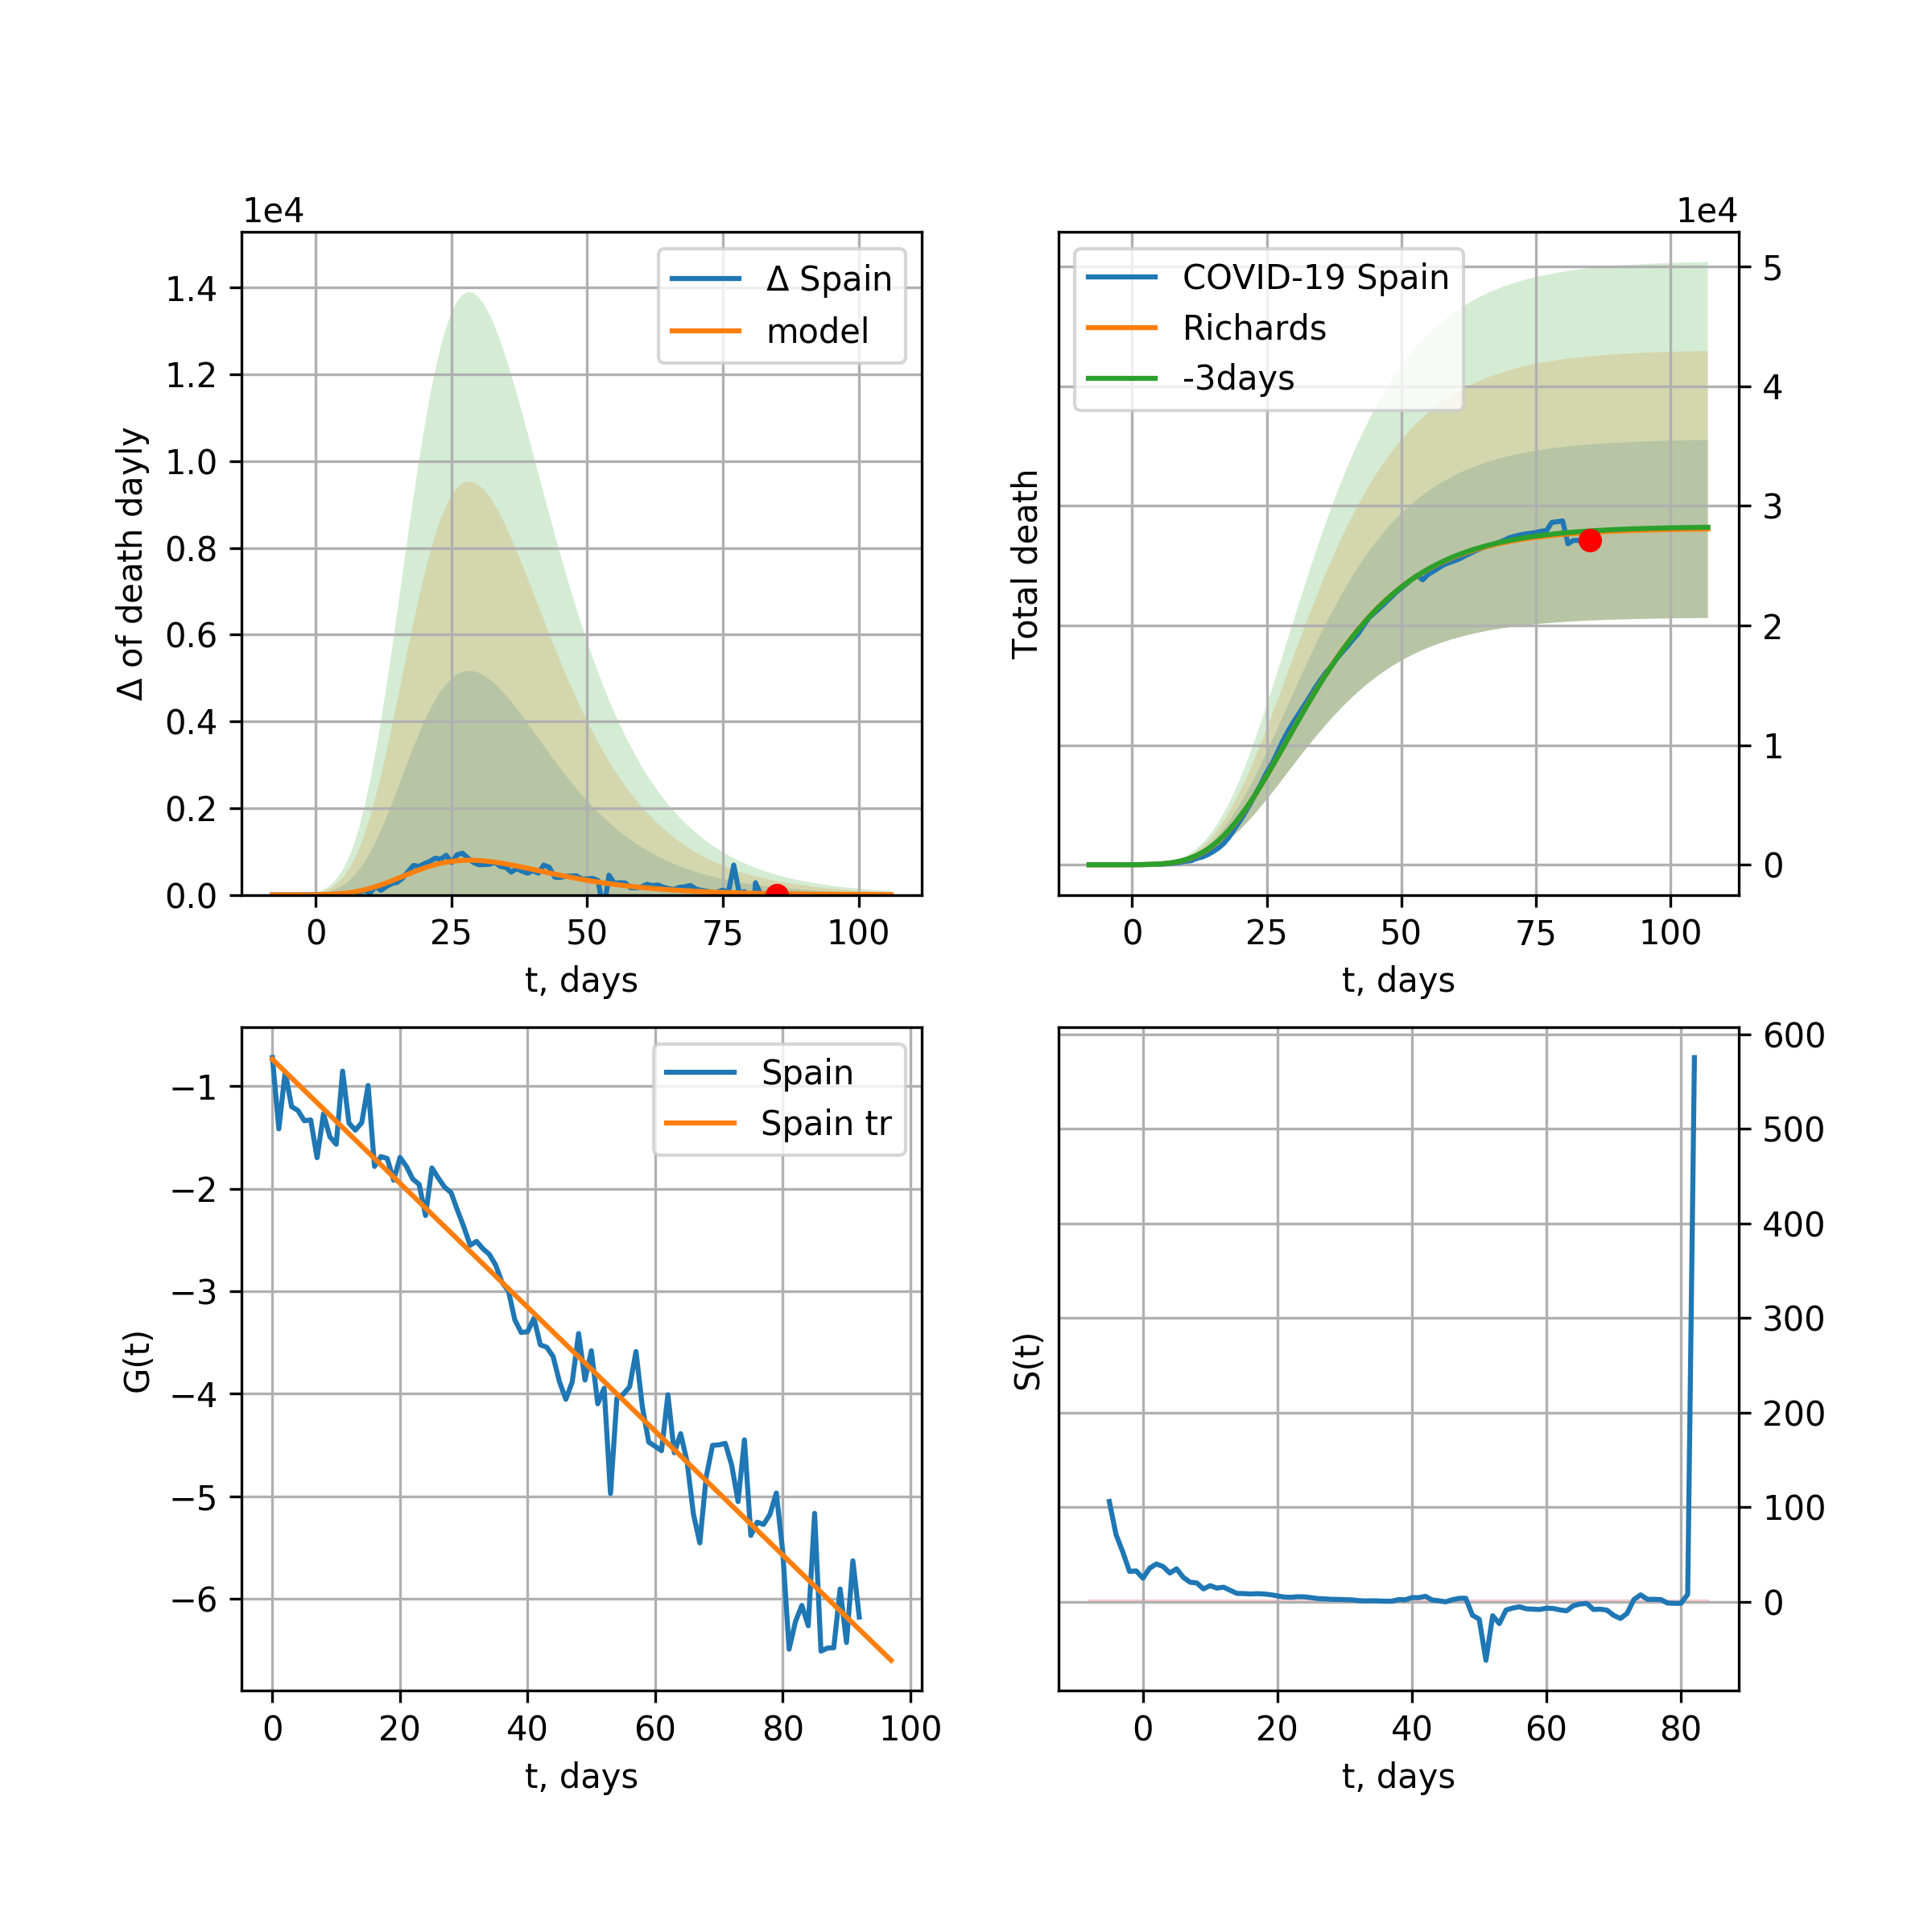 1e4
Δ Spain
model
1.4
1.2
1.0
0.8
0.6
0.4
0.2
0.0
Δ of death dayly
0 25 50 75 100
t, days
1e4
COVID-19 Spain
Richards
-3days
Total death
5
4
3
2
1
0
0 25 50 75 100
t, days
Spain
Spain tr
−1
−2
−3
−4
−5
−6
G(t)
0 20 40 60 80 100
t, days
S(t)
600
500
400
300
200
100
0
0 20 40 60 80
t, days